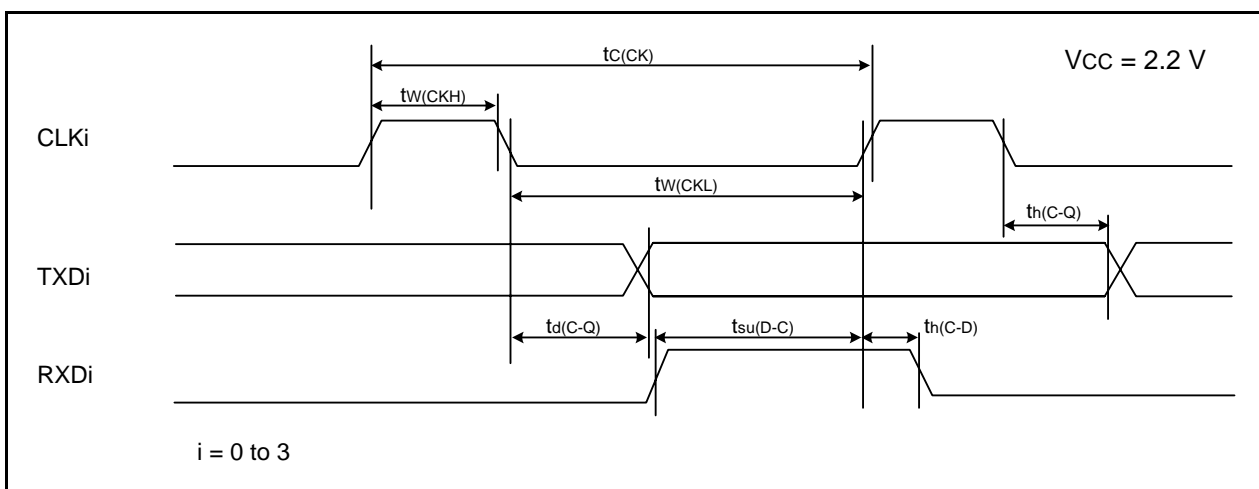 tC(CK)
VCC = 2.2 V
tW(CKH)
CLKi
tW(CKL)
th(C-Q)
TXDi
td(C-Q)
tsu(D-C)
th(C-D)
RXDi
i = 0 to 3